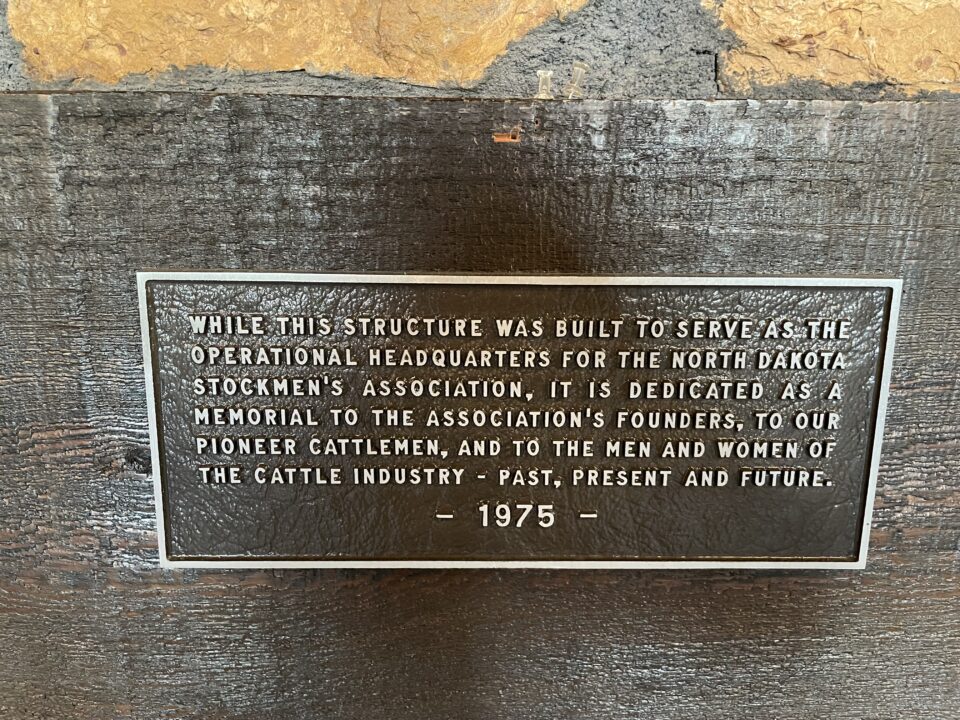 WHILE THIS STRUCTURE WAS BUILT TO SERVE AS THE
OPERATIONAL HEADQUARTERS FOR THE NORTH DAKOTA
STOCKMEN'S ASSOCIATION, IT IS DEDICATED AS A
MEMORIAL TO THE ASSOCIATION'S FOUNDERS, TO OUR
PIONEER CATTLEMEN, AND TO THE MEN AND WOMEN OF
THE CATTLE INDUSTRY - PAST, PRESENT AND FUTURE.
- 1975 -